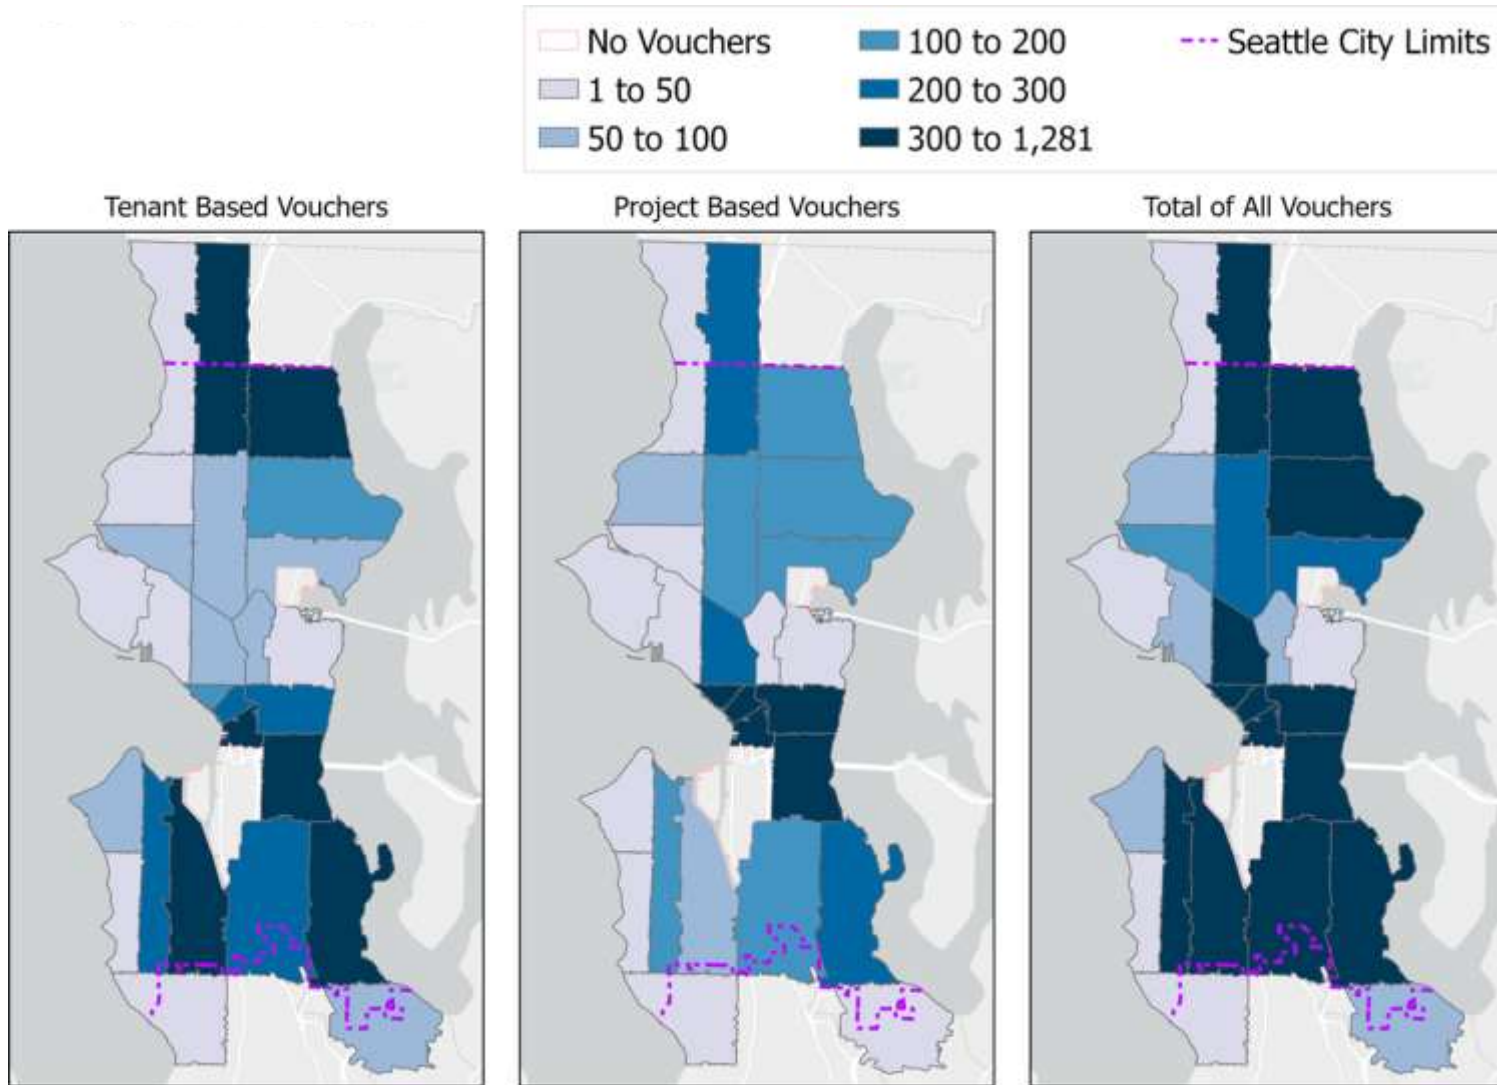 No Vouchers
1 to 50
50 to 100
100 to 200
200 to 300
300 to 1,281
Seattle City Limits
Tenant Based Vouchers
Project Based Vouchers
Total of All Vouchers